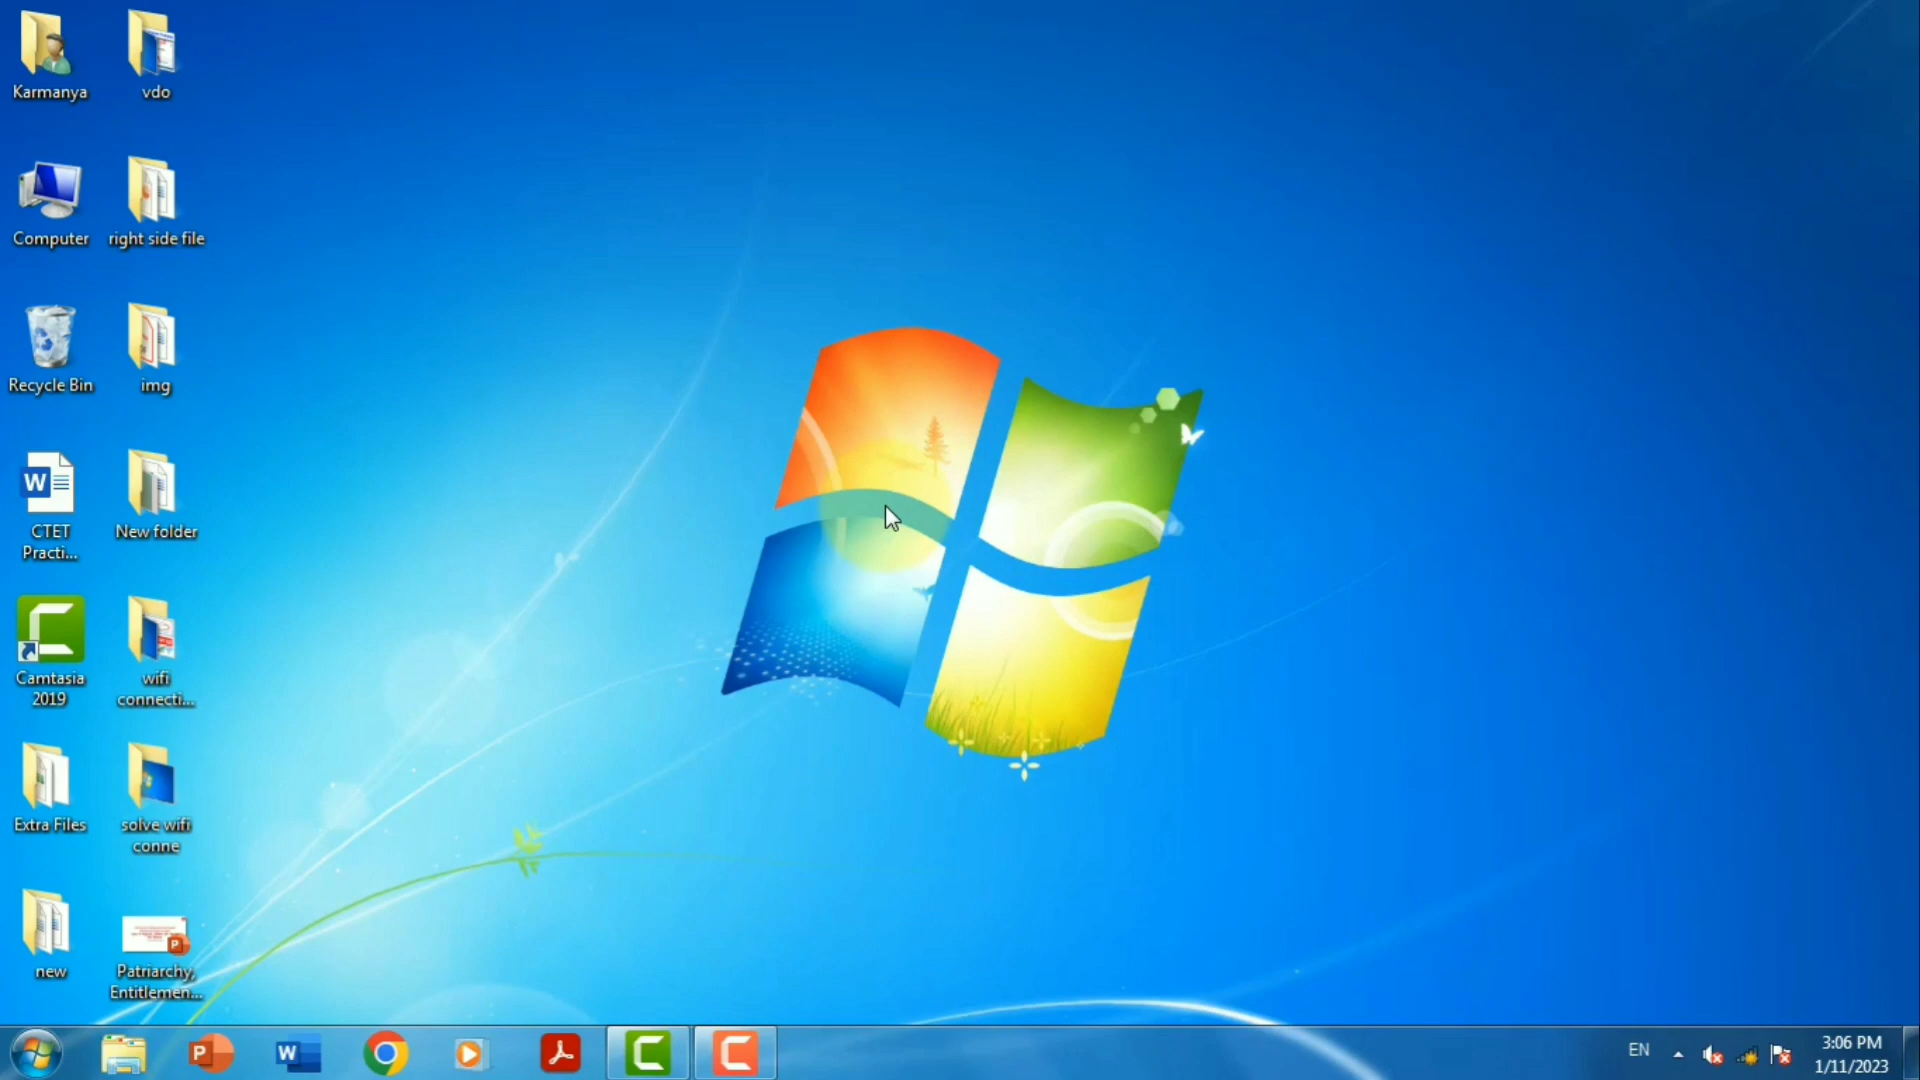 Karmanya
vdo
Computer
right side file
Recycle Bin
img
CTET
Practi...
New folder
Camtasia
2019
wifi
connecti...
Extra Files
solve wifi
conne
new
Patriarchy,
Entitlemen...
EN
3:06 PM
1/11/2023